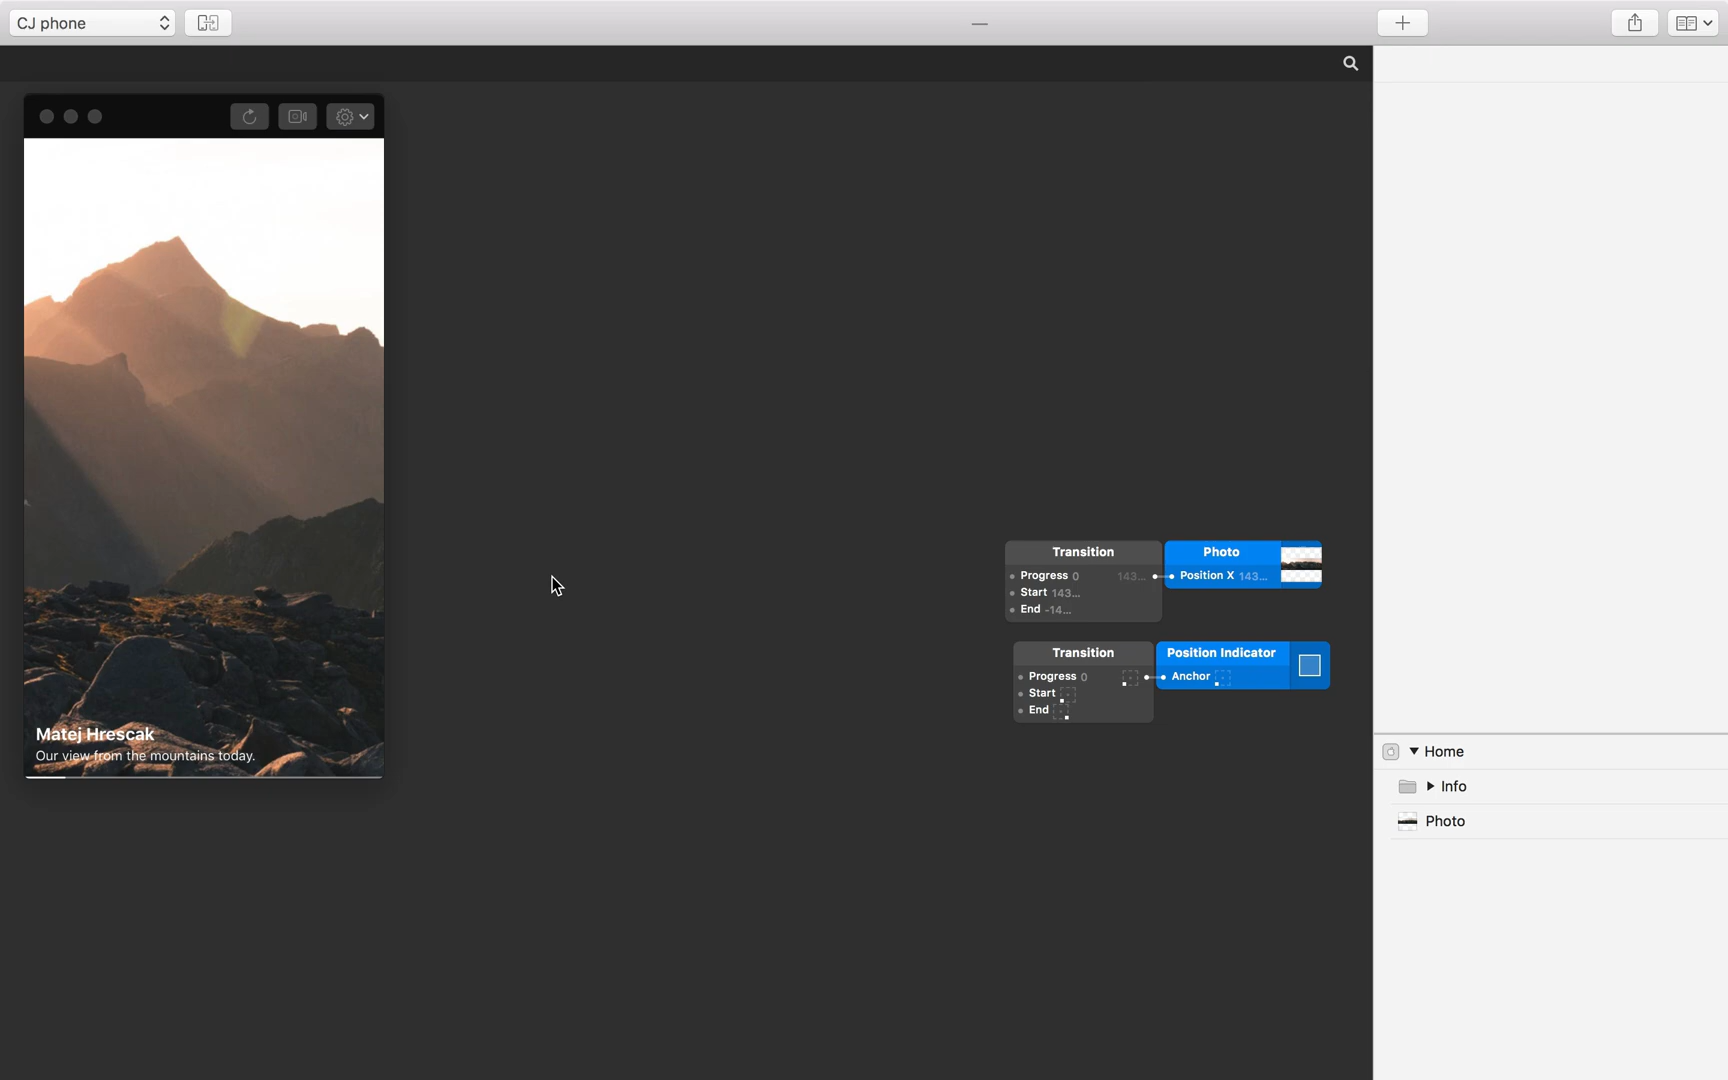 CJ phone
Matej Hrescak
Our view from the mountains today.
Transition
Progress 0 143...
Start 143...
End -14...
Photo
Position X 143...
Transition
Progress 0
Start
End
Position Indicator
Anchor
Home
Info
Photo